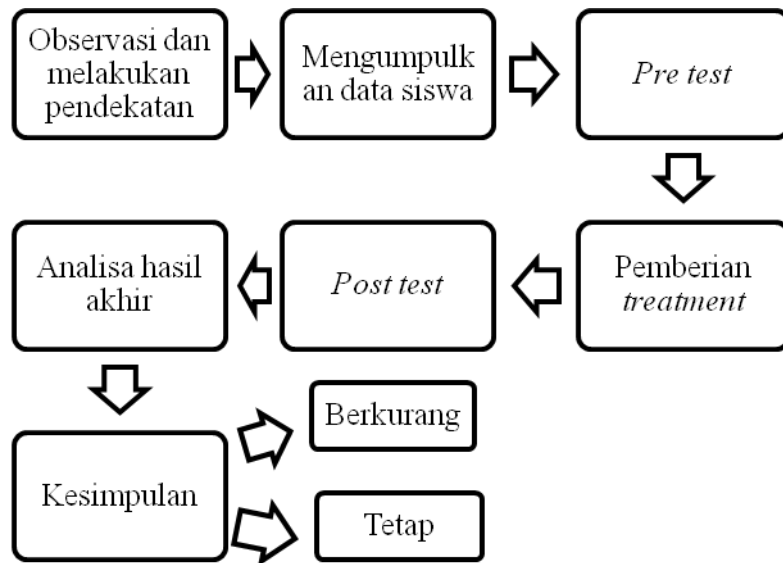 Observasi dan
melakukan
pendekatan
Mengumpulk
an data siswa
Pre test
Pemberian
treatment
Post test
Analisa hasil
akhir
Kesimpulan
Berkurang
Tetap